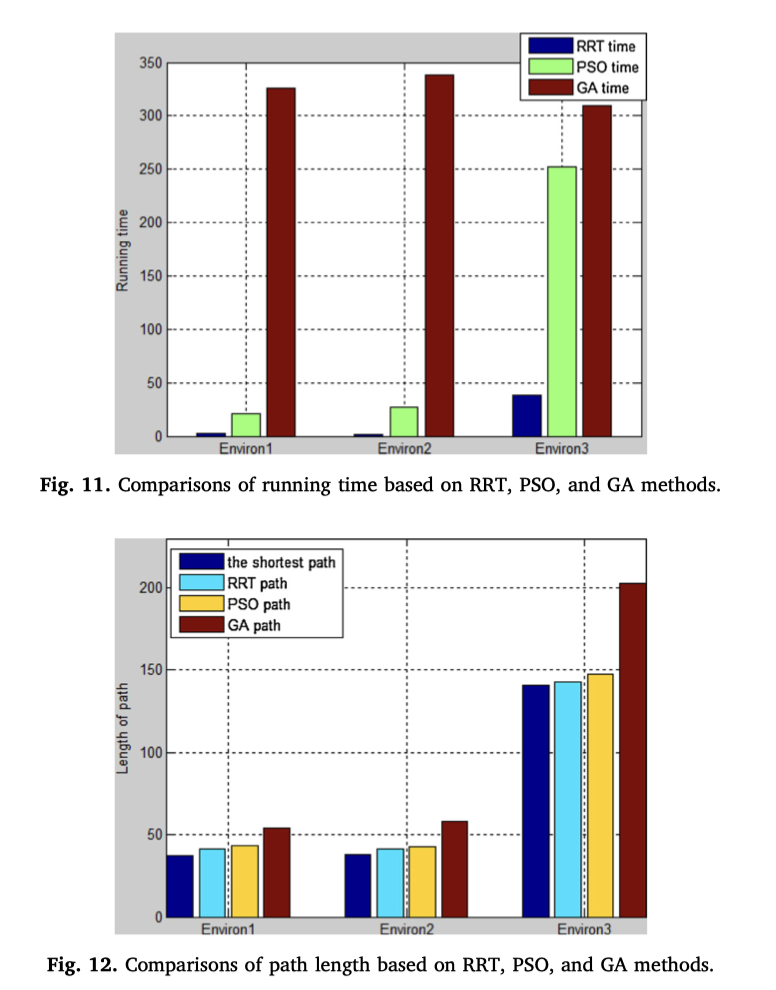 RRT time
PSO time
GA time
350
300
250
200
150
100
50
0
Running time
Environ1 Environ2 Environ3
Fig. 11. Comparisons of running time based on RRT, PSO, and GA methods.
the shortest path
RRT path
PSO path
GA path
200
150
100
50
0
Length of path
Environ1 Environ2 Environ3
Fig. 12. Comparisons of path length based on RRT, PSO, and GA methods.